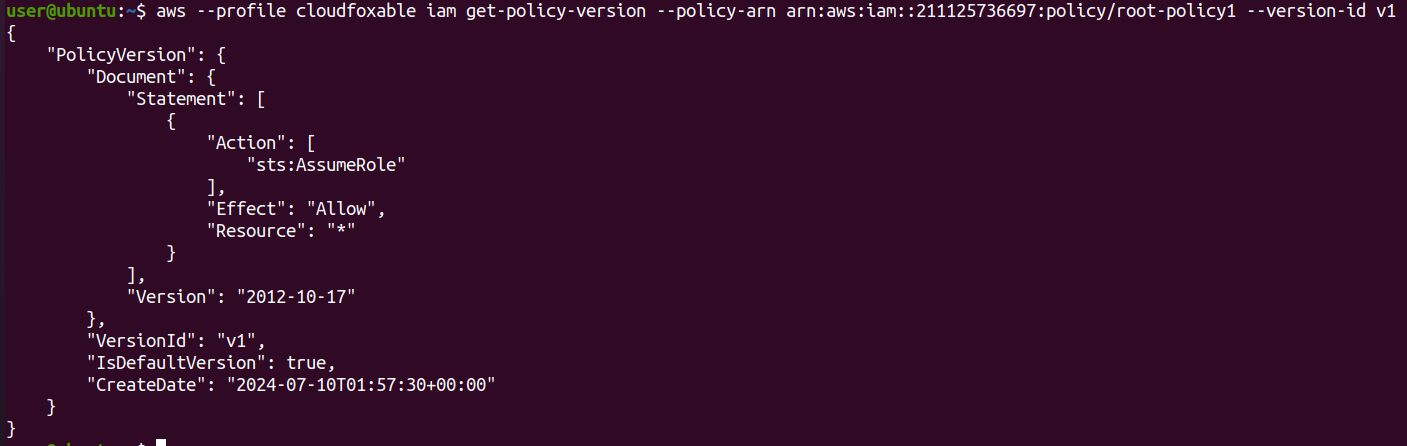 user@ubuntu:~$ aws --profile cloudfoxable iam get-policy-version --policy-arn arn:aws:iam::211125736697:policy/root-policy1 --version-id v1
{
    "PolicyVersion": {
        "Document": {
            "Statement": [
                {
                    "Action": [
                        "sts:AssumeRole"
                    ],
                    "Effect": "Allow",
                    "Resource": "*"
                }
            ],
            "Version": "2012-10-17"
        },
        "VersionId": "v1",
        "IsDefaultVersion": true,
        "CreateDate": "2024-07-10T01:57:30+00:00"
    }
}